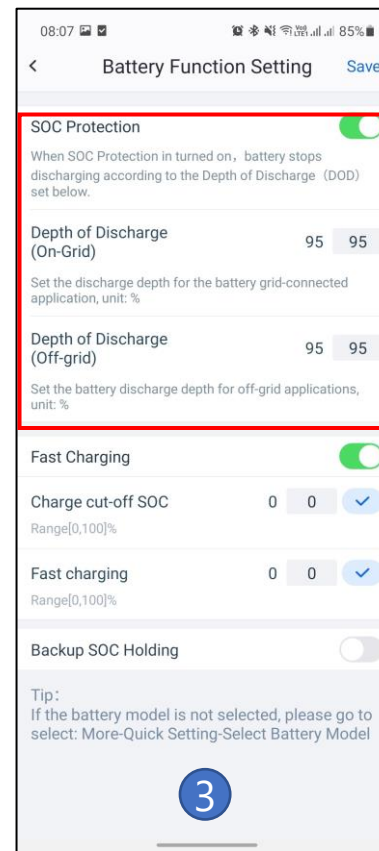 08:07 85%
< Battery Function Setting Save
SOC Protection
When SOC Protection in turned on，battery stops
discharging according to the Depth of Discharge（DOD）
set below.
Depth of Discharge
(On-Grid) 95 95
Set the discharge depth for the battery grid-connected
application, unit: %
Depth of Discharge
(Off-grid) 95 95
Set the battery discharge depth for off-grid applications,
unit: %
Fast Charging
Charge cut-off SOC 0 0
Range[0,100]%
Fast charging 0 0
Range[0,100]%
Backup SOC Holding
Tip：
If the battery model is not selected, please go to
select: More-Quick Setting-Select Battery Model
3